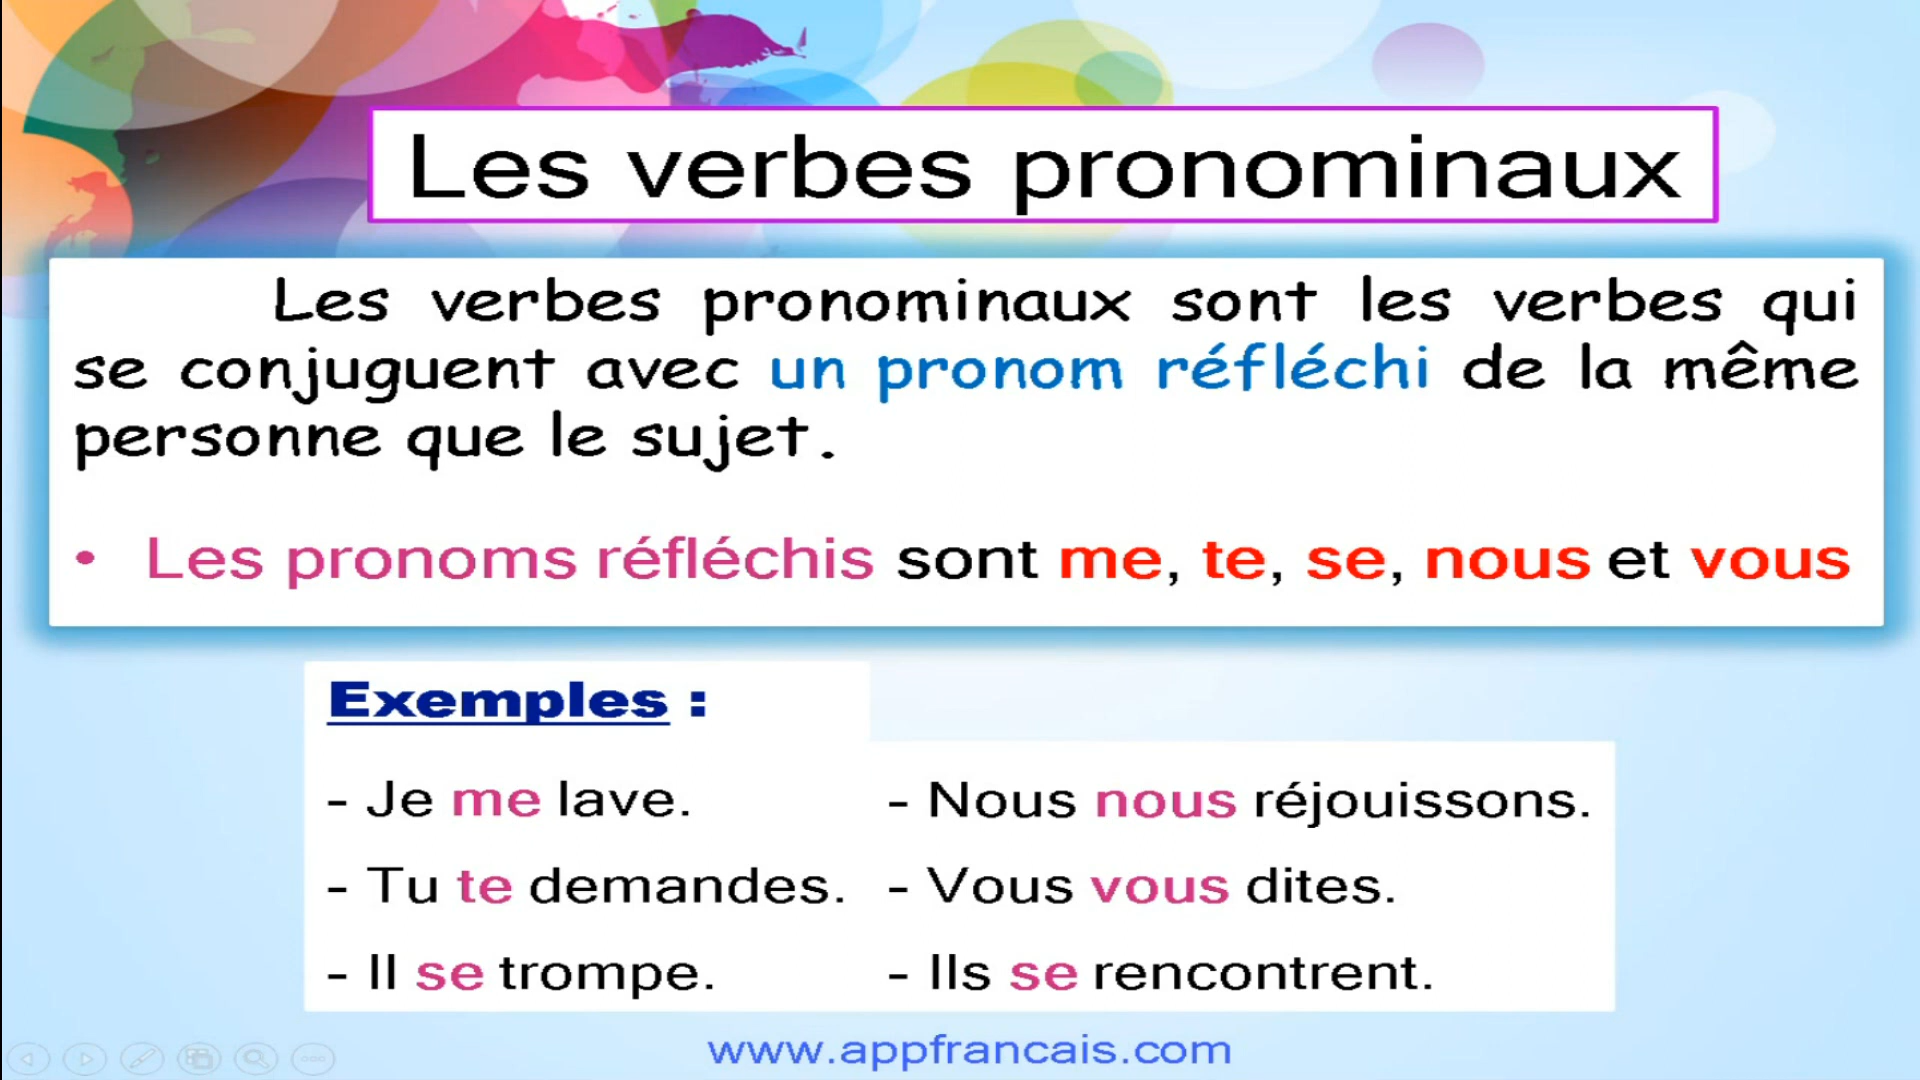 Les verbes pronominaux
Les verbes pronominaux sont les verbes qui
se conjuguent avec un pronom réfléchi de la même
personne que le sujet.
• Les pronoms réfléchis sont me, te, se, nous et vous
Exemples :
- Je me lave.
- Tu te demandes.
- Il se trompe.
- Nous nous réjouissons.
- Vous vous dites.
- Ils se rencontrent.
www.appfrancais.com